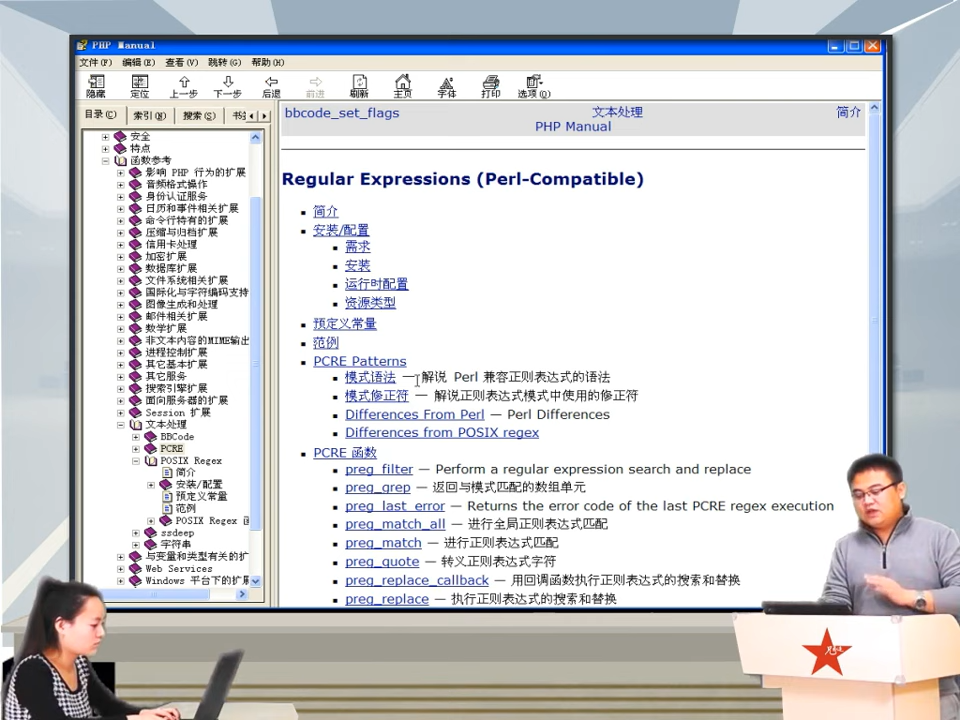 PHP Manual
文件(F) 编辑(E) 查看(V) 跳转(G) 帮助(H)
隐藏 定位 上一步 下一步 后退 前进 刷新 主页 字体 打印 选项(O)
目录(C) 索引(N) 搜索(S) 书
安全
特点
函数参考
影响 PHP 行为的扩展
音频格式操作
身份认证服务
日历和事件相关扩展
命令行特有的扩展
压缩与归档扩展
信用卡处理
加密扩展
数据库扩展
文件系统相关扩展
国际化与字符编码支持
图像生成和处理
邮件相关扩展
数学扩展
非文本内容的MIME输出
进程控制扩展
其它基本扩展
其它服务
搜索引擎扩展
面向服务器的扩展
Session 扩展
文本处理
BBCode
PCRE
POSIX Regex
简介
安装/配置
预定义常量
范例
POSIX Regex
ssdeep
字符串
与变量和类型有关的扩
Web Services
Windows 平台下的扩展
bbcode_set_flags 文本处理 简介
PHP Manual
Regular Expressions (Perl-Compatible)
简介
安装/配置
需求
安装
运行时配置
资源类型
预定义常量
范例
PCRE Patterns
模式语法 — 解说 Perl 兼容正则表达式的语法
模式修正符 — 解说正则表达式模式中使用的修正符
Differences From Perl — Perl Differences
Differences from POSIX regex
PCRE 函数
preg_filter — Perform a regular expression search and replace
preg_grep — 返回与模式匹配的数组单元
preg_last_error — Returns the error code of the last PCRE regex execution
preg_match_all — 进行全局正则表达式匹配
preg_match — 进行正则表达式匹配
preg_quote — 转义正则表达式字符
preg_replace_callback — 用回调函数执行正则表达式的搜索和替换
preg_replace — 执行正则表达式的搜索和替换